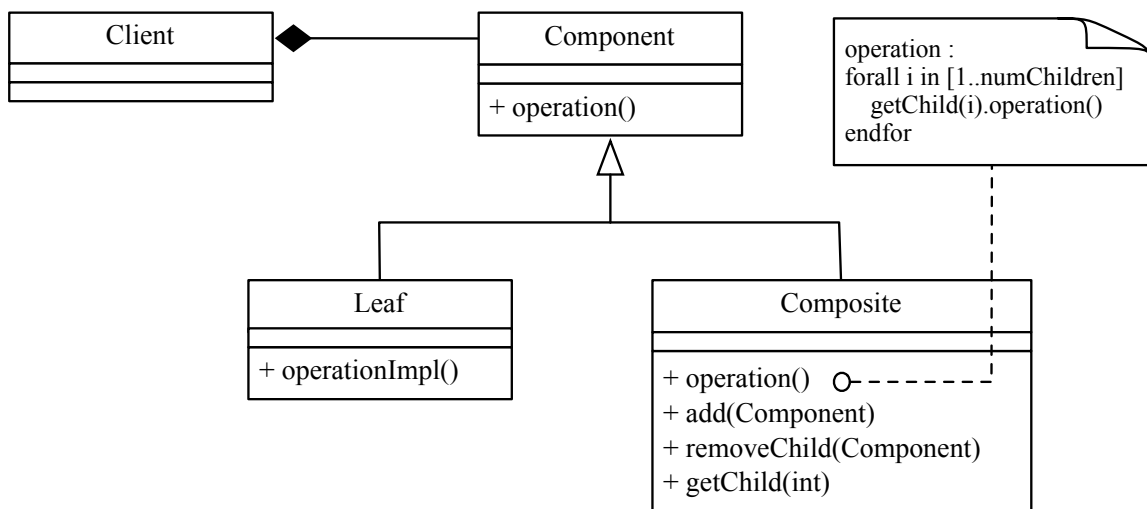 Client
Component
+ operation()
operation :
forall i in [1..numChildren]
getChild(i).operation()
endfor
Leaf
+ operationImpl()
Composite
+ operation()
+ add(Component)
+ removeChild(Component)
+ getChild(int)